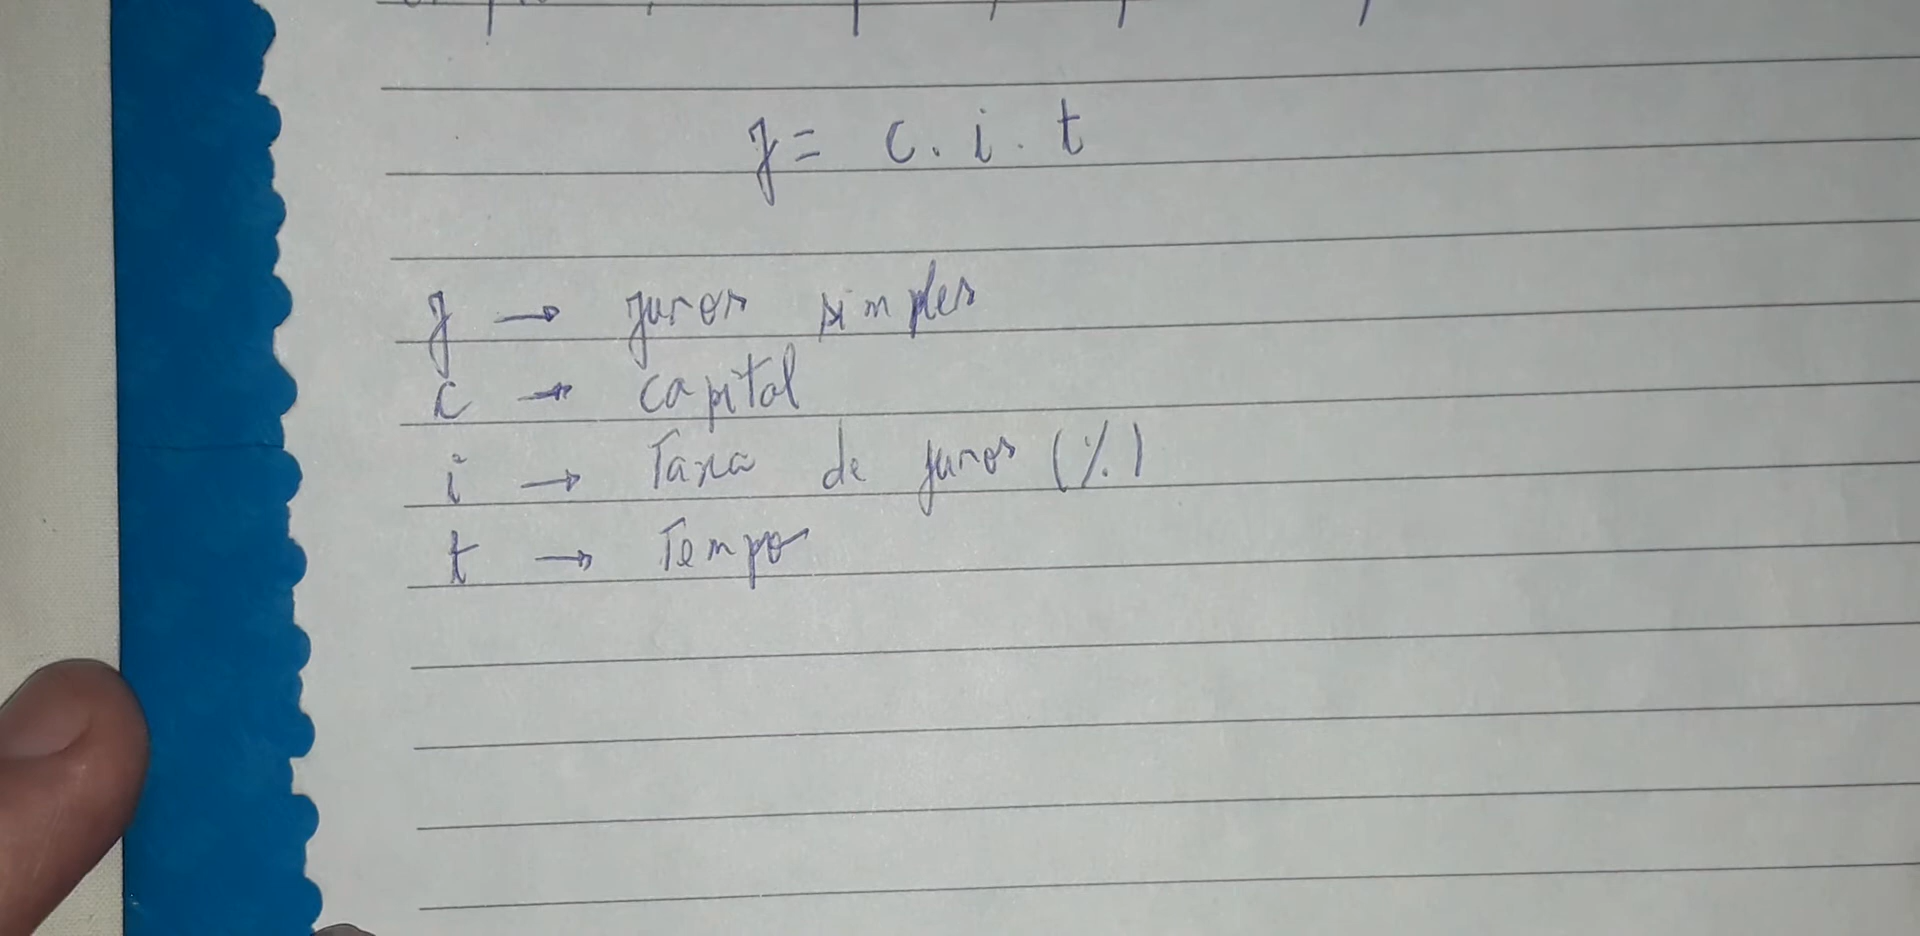 j = c . i . t
j → juros simples
c → capital
i → Taxa de juros (%)
t → Tempo